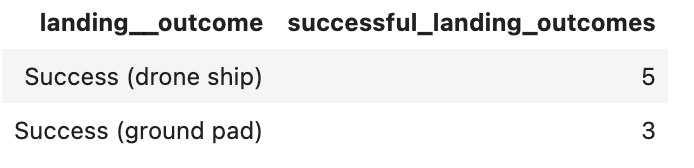 landing__outcome successful_landing_outcomes
Success (drone ship) 5
Success (ground pad) 3